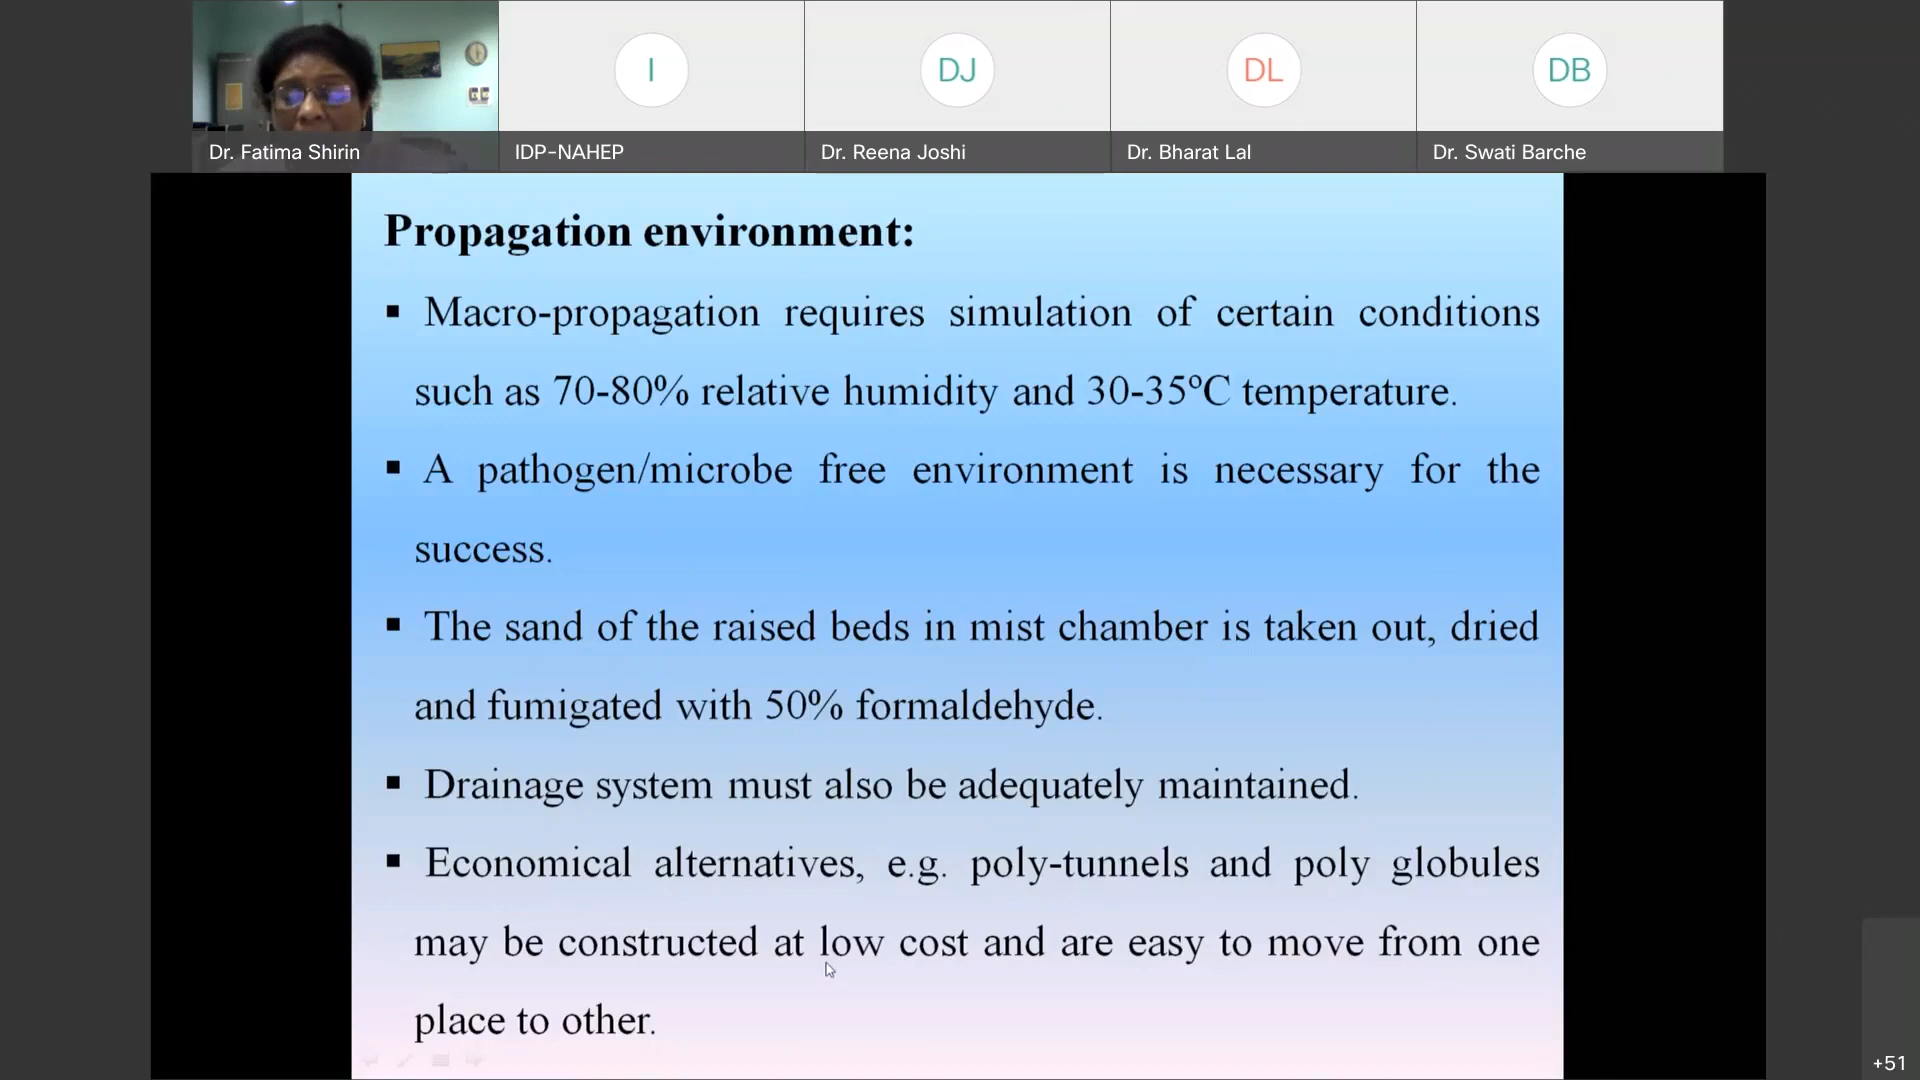 I
DJ
DL
DB
Dr. Fatima Shirin
IDP-NAHEP
Dr. Reena Joshi
Dr. Bharat Lal
Dr. Swati Barche
Propagation environment:
▪ Macro-propagation requires simulation of certain conditions
such as 70-80% relative humidity and 30-35ºC temperature.
▪ A pathogen/microbe free environment is necessary for the
success.
▪ The sand of the raised beds in mist chamber is taken out, dried
and fumigated with 50% formaldehyde.
▪ Drainage system must also be adequately maintained.
▪ Economical alternatives, e.g. poly-tunnels and poly globules
may be constructed at low cost and are easy to move from one
place to other.
+51